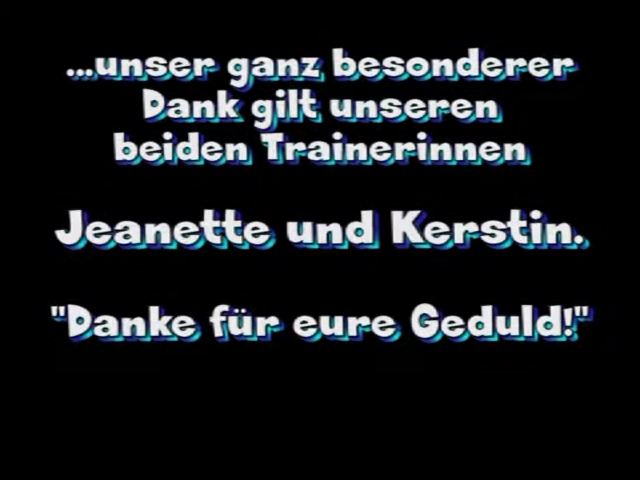 ...unser ganz besonderer
Dank gilt unseren
beiden Trainerinnen
Jeanette und Kerstin.
"Danke für eure Geduld!"